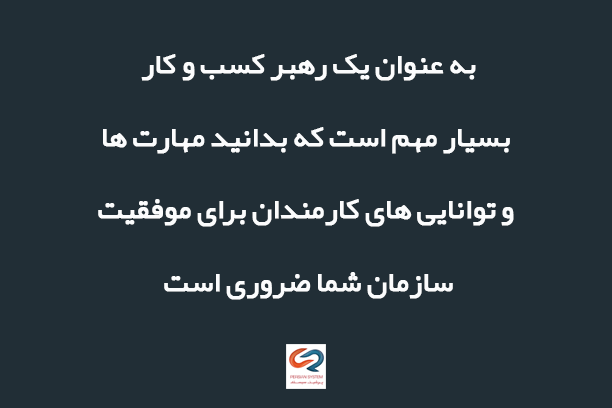 به عنوان یک رهبر کسب و کار
بسیار مهم است که بدانید مهارت ها
و توانایی های کارمندان برای موفقیت
سازمان شما ضروری است